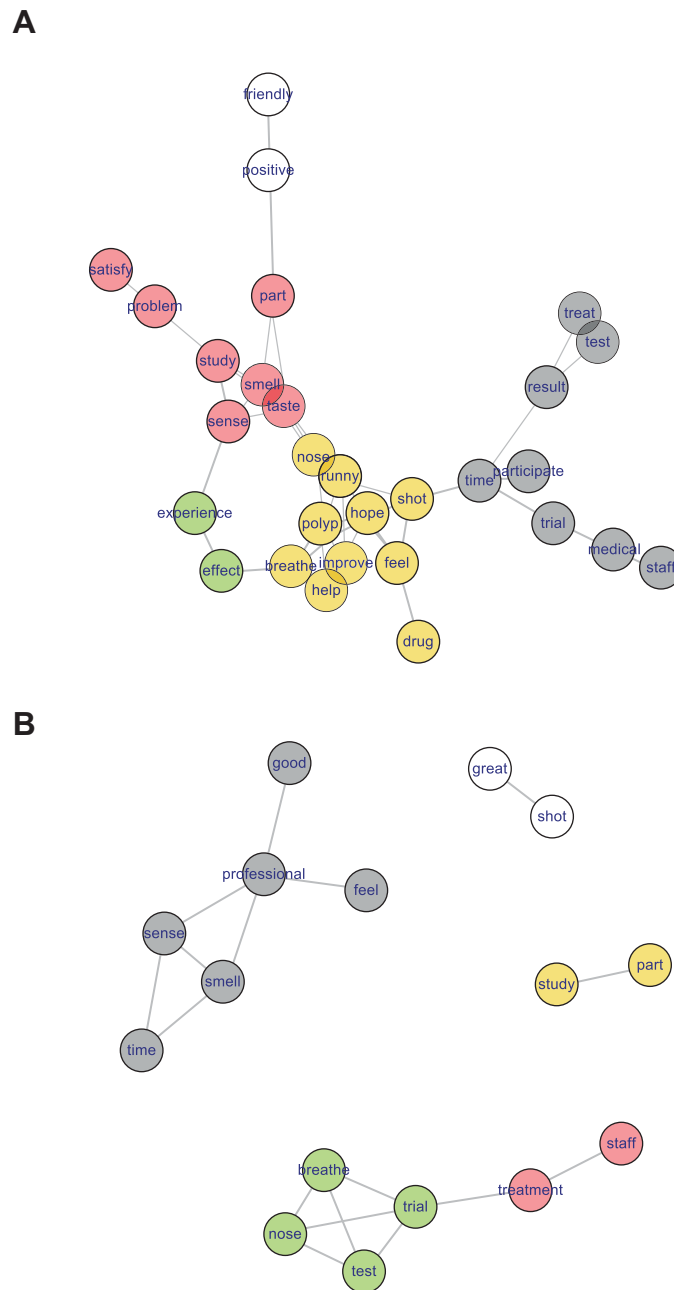 A
friendly
positive
satisfy
part
problem
treat
test
study
smell
result
taste
sense
nose
participate
runny
time
shot
experience
hope
polyp
trial
medical
improve
feel
breathe
staff
effect
help
drug
B
good
great
shot
professional
feel
sense
part
smell
study
time
staff
breathe
treatment
trial
nose
test